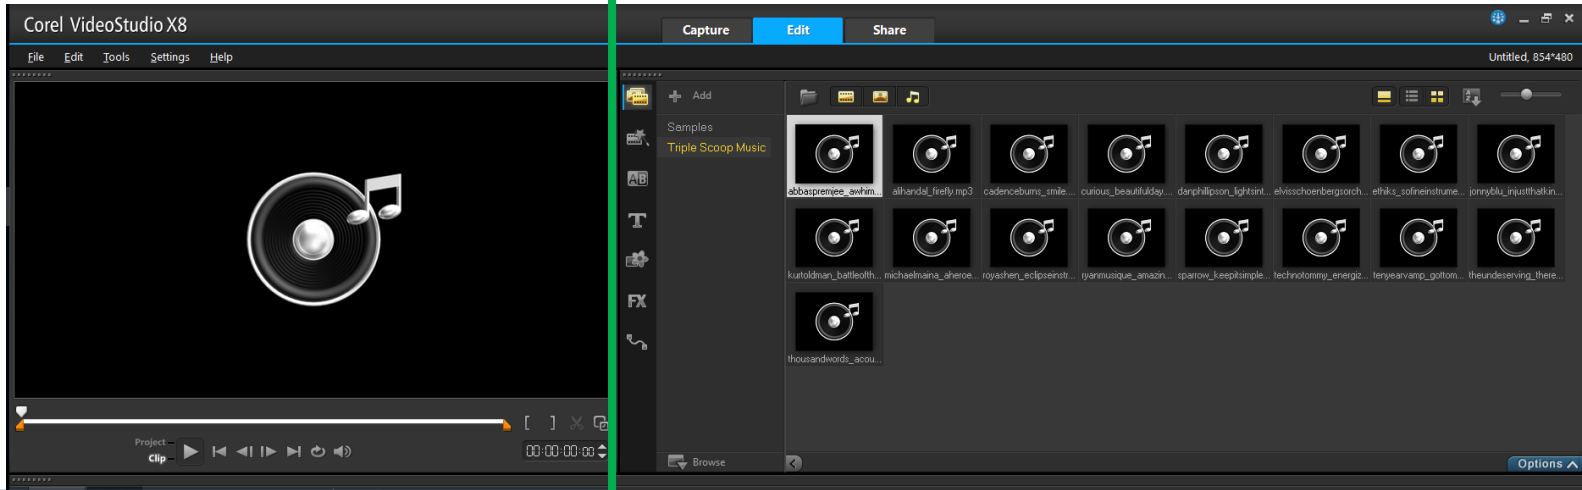 Corel VideoStudio X8
Capture Edit Share
File Edit Tools Settings Help
Untitled, 854*480
Add
Samples
Triple Scoop Music
AB
T
FX
abbaspremjee_awhim... alihandal_firefly.mp3 cadenceburns_smile.... curious_beautifulday.... danphillipson_lightsint... elvisschoenbergsorch... ethiks_sofineinstrume... jonnyblu_injustthatkin...
kurtoldman_battleofth... michaelmaina_aheroe... royashen_eclipseinstr... ryanmusique_amazin... sparrow_keepitsimple... technotommy_energiz... tenyearvamp_gottom... theundeserving_there...
thousandwords_acou...
Project
Clip
00:00:00:00
Browse
Options